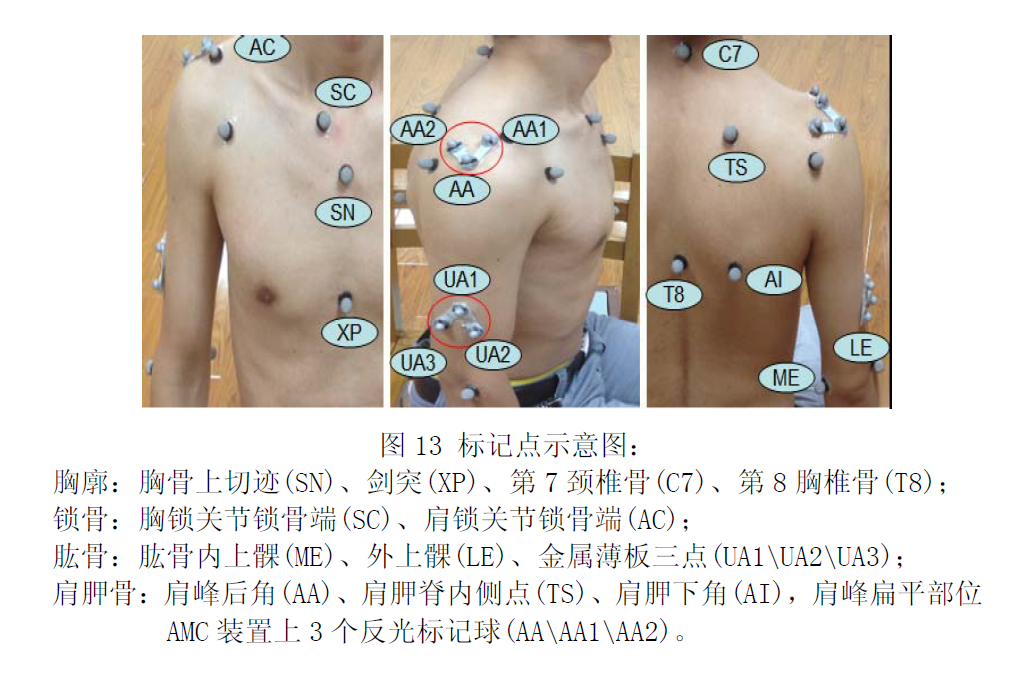 AC
SC
SN
XP
AA2
AA1
AA
UA1
UA3
UA2
C7
TS
T8
AI
LE
ME
图 13 标记点示意图：
胸廓：胸骨上切迹(SN)、剑突(XP)、第 7 颈椎骨(C7)、第 8 胸椎骨(T8)；
锁骨：胸锁关节锁骨端(SC)、肩锁关节锁骨端(AC)；
肱骨：肱骨内上髁(ME)、外上髁(LE)、金属薄板三点(UA1\UA2\UA3)；
肩胛骨：肩峰后角(AA)、肩胛脊内侧点(TS)、肩胛下角(AI)，肩峰扁平部位
AMC 装置上 3 个反光标记球(AA\AA1\AA2)。